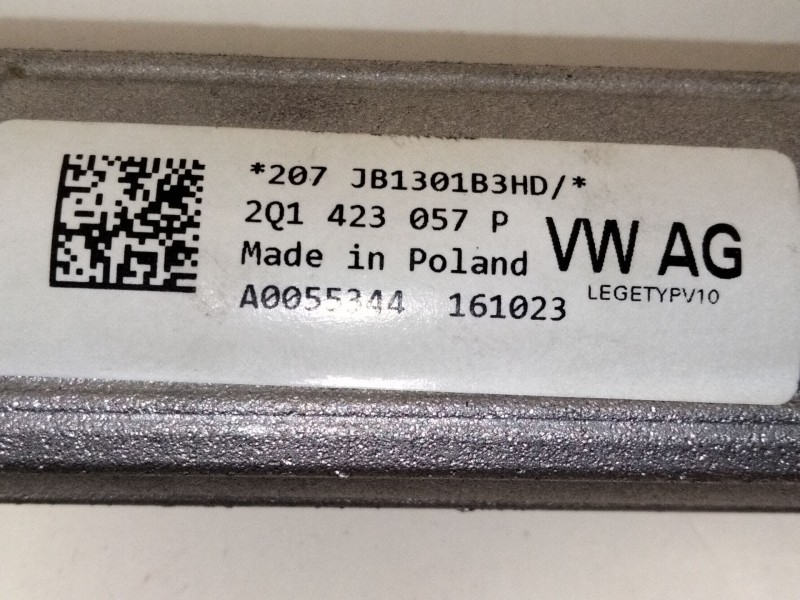 *207 JB1301B3HD/*
2Q1 423 057 P
Made in Poland
A0055344 161023
VW AG
LEGETYPV10